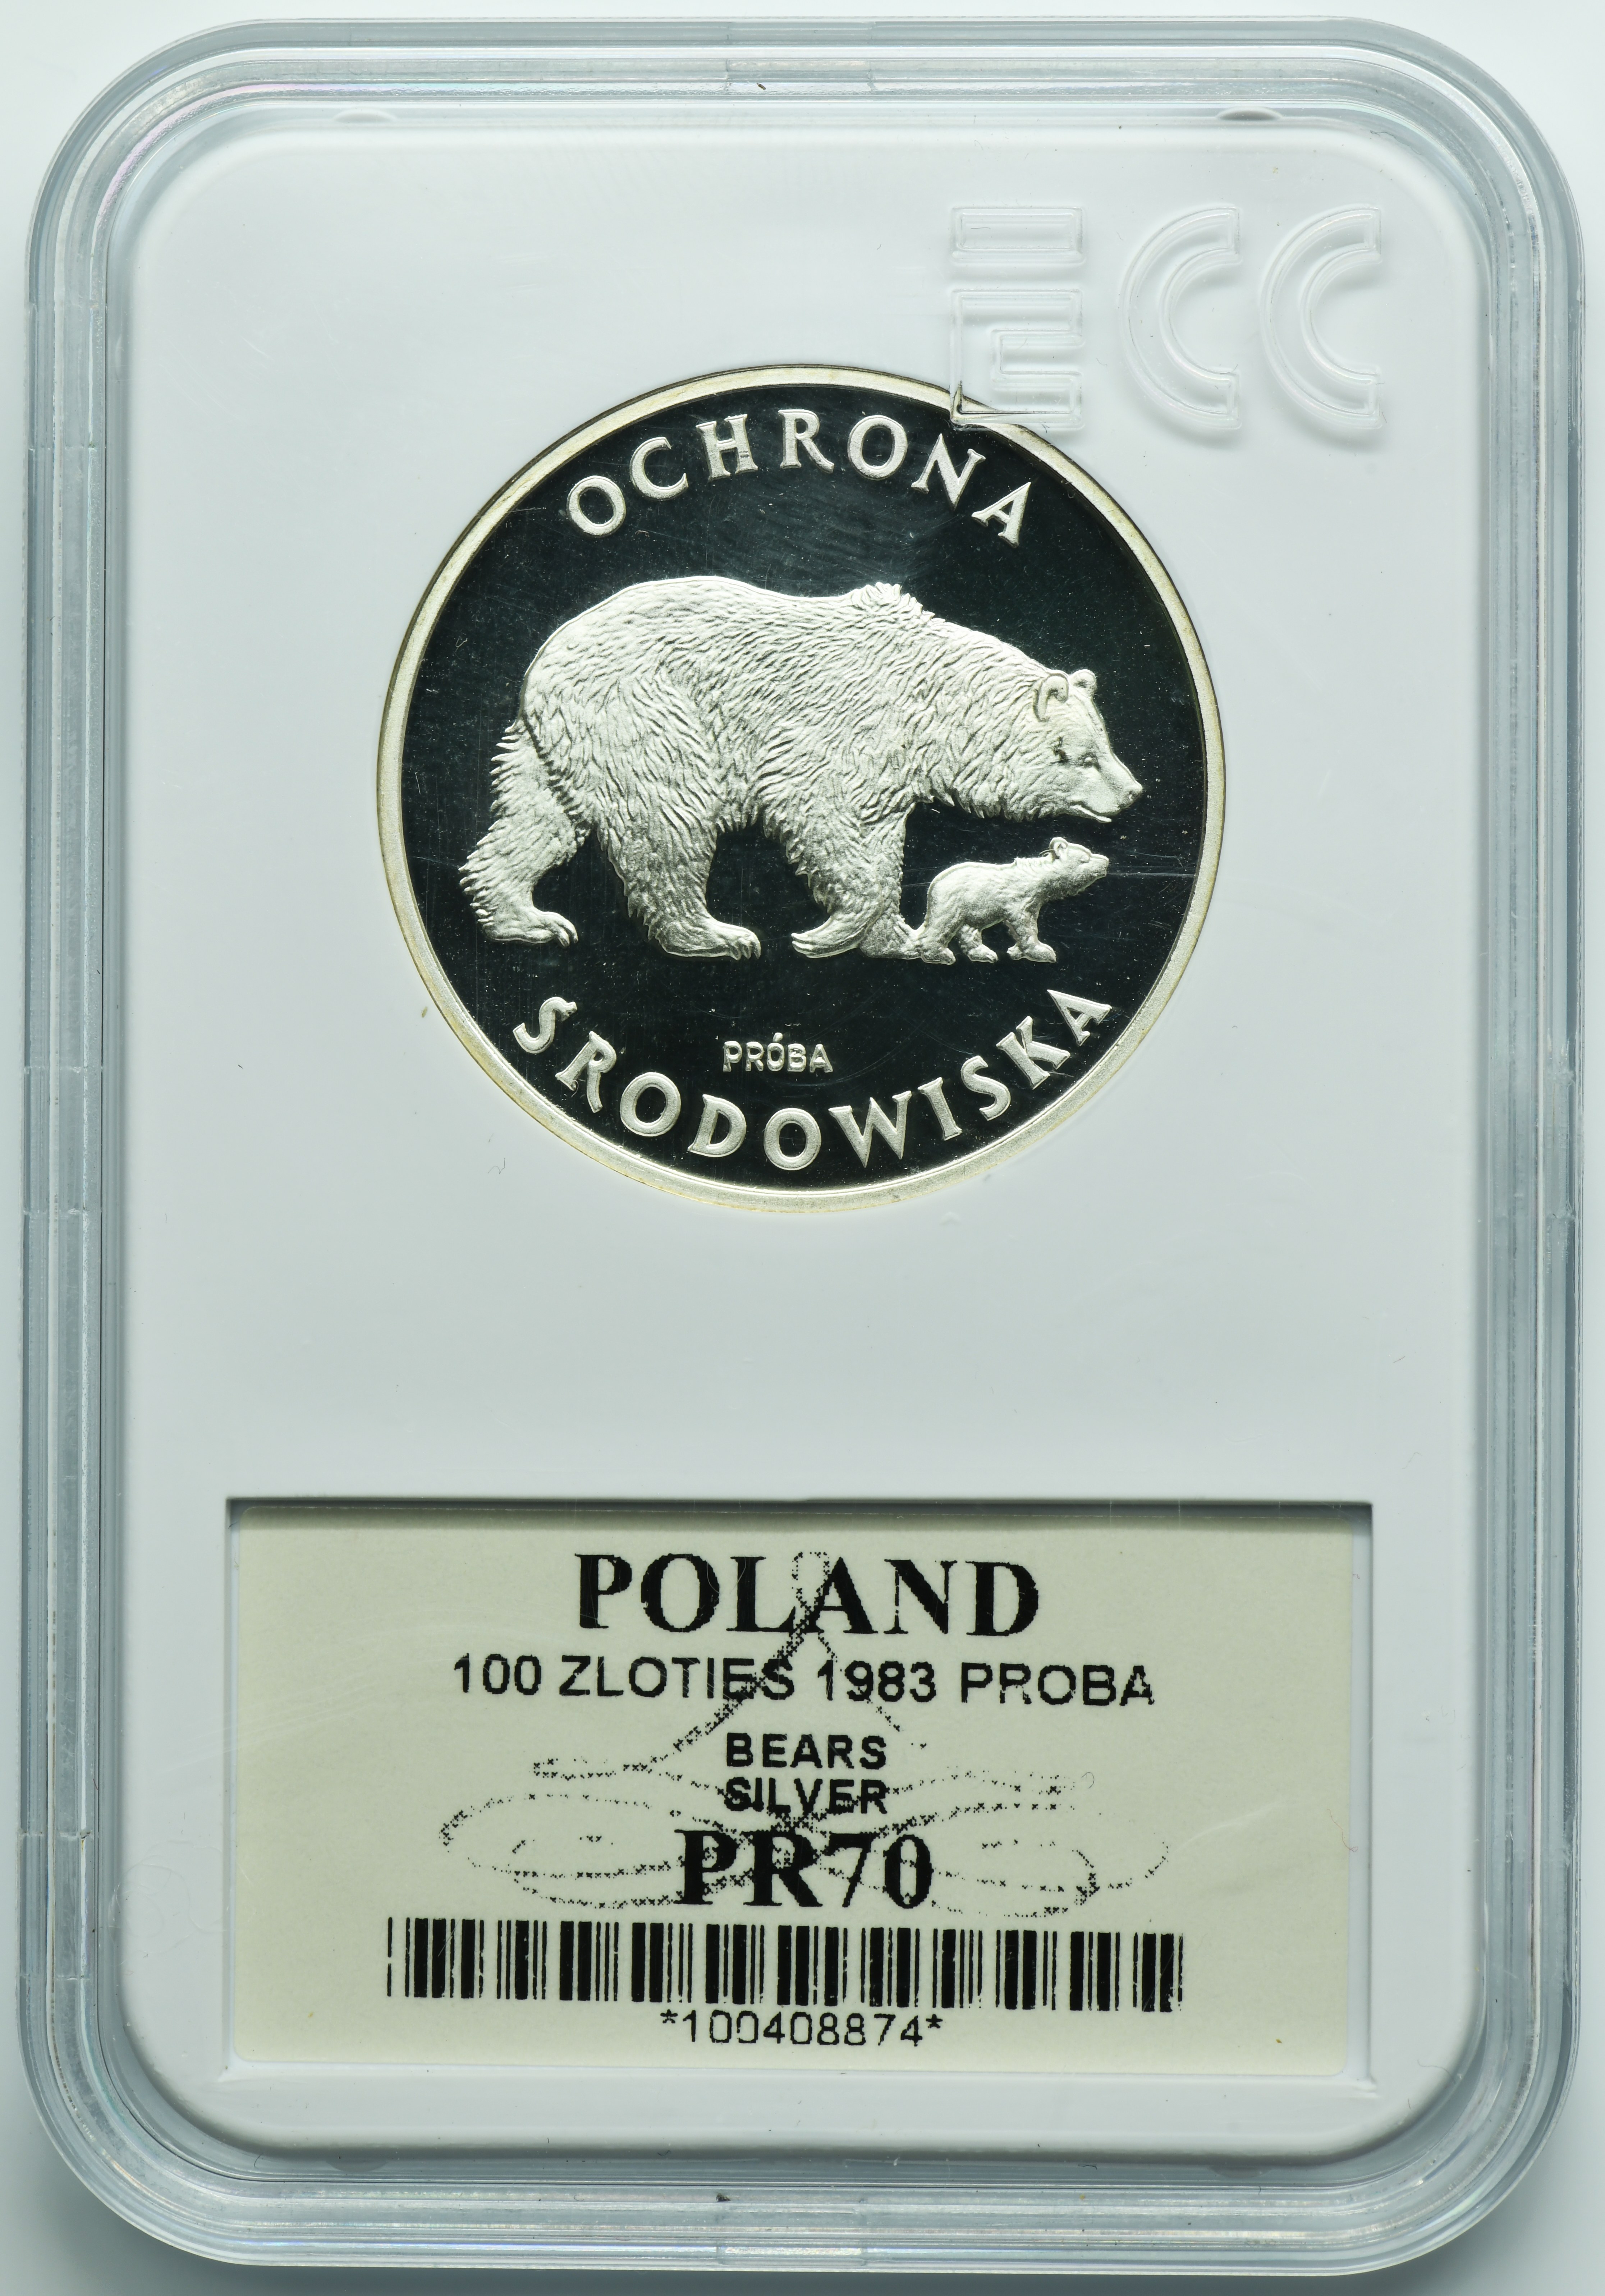 ECC
OCHRONA
PRÓBA
ŚRODOWISKA
POLAND
100 ZLOTIES 1983 PROBA
BEARS
SILVER
PR70
*100408874*